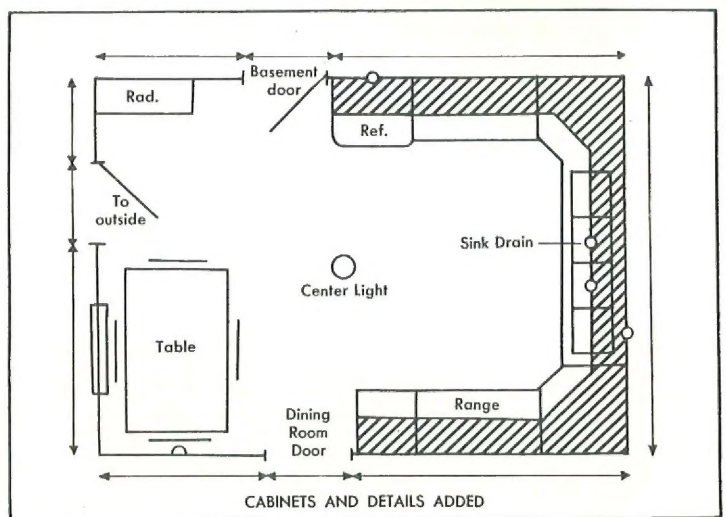 Basement
door
Rad.
Ref.
To
outside
Sink Drain
Center Light
Table
Dining
Room
Door
Range
CABINETS AND DETAILS ADDED